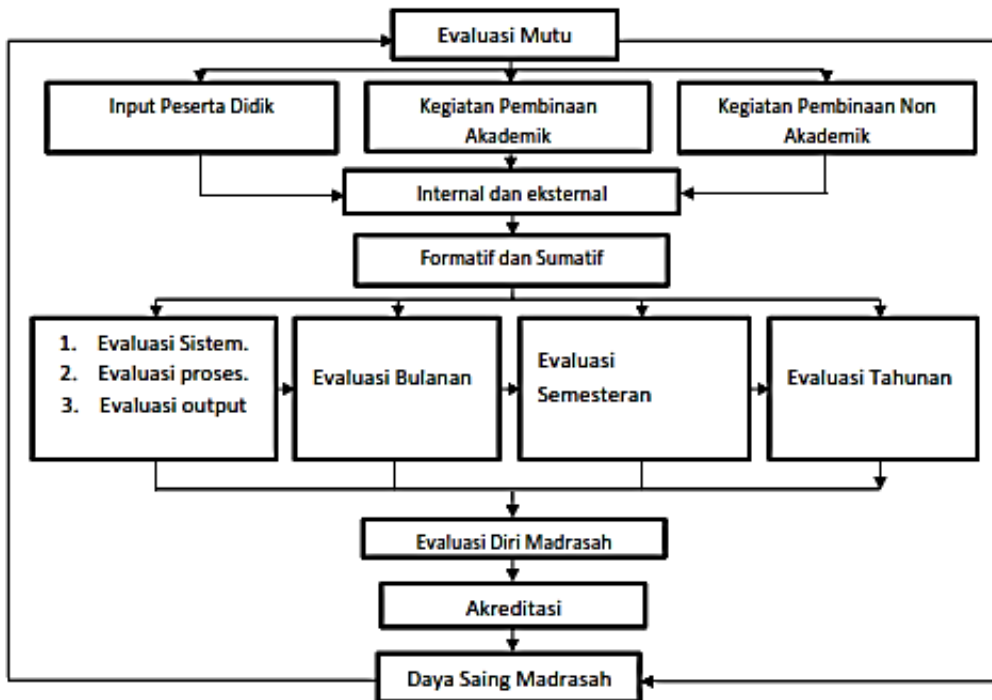 Evaluasi Mutu
Input Peserta Didik
Kegiatan Pembinaan
Akademik
Kegiatan Pembinaan Non
Akademik
Internal dan eksternal
Formatif dan Sumatif
1. Evaluasi Sistem.
2. Evaluasi proses.
3. Evaluasi output
Evaluasi Bulanan
Evaluasi
Semesteran
Evaluasi Tahunan
Evaluasi Diri Madrasah
Akreditasi
Daya Saing Madrasah